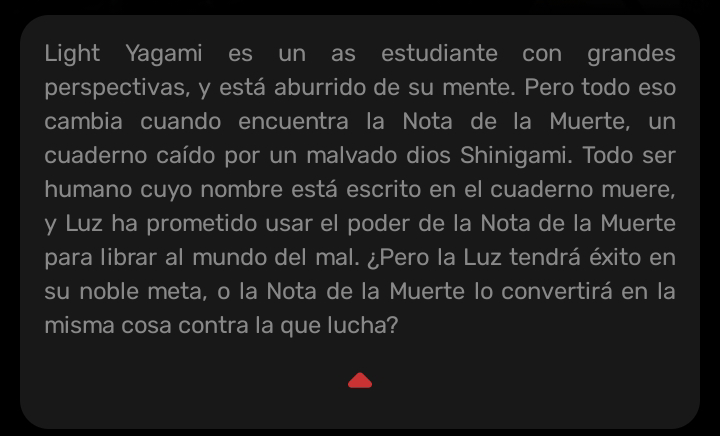 Light Yagami es un as estudiante con grandes
perspectivas, y está aburrido de su mente. Pero todo eso
cambia cuando encuentra la Nota de la Muerte, un
cuaderno caído por un malvado dios Shinigami. Todo ser
humano cuyo nombre está escrito en el cuaderno muere,
y Luz ha prometido usar el poder de la Nota de la Muerte
para librar al mundo del mal. ¿Pero la Luz tendrá éxito en
su noble meta, o la Nota de la Muerte lo convertirá en la
misma cosa contra la que lucha?